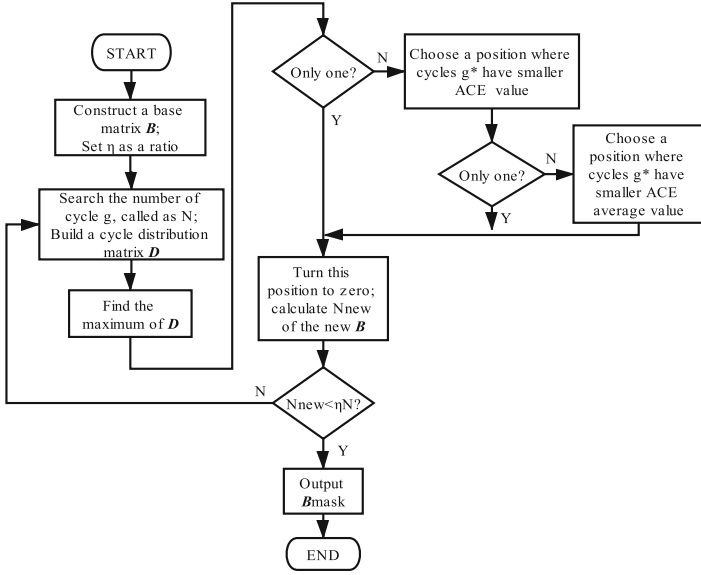 START
Construct a base
matrix B;
Set η as a ratio
Search the number of
cycle g, called as N;
Build a cycle distribution
matrix D
Find the
maximum of D
Only one?
N
Y
Choose a position where
cycles g* have smaller
ACE value
Only one?
N
Y
Choose a
position where
cycles g* have
smaller ACE
average value
Turn this
position to zero;
calculate Nnew
of the new B
Nnew<ηN?
N
Y
Output
Bmask
END